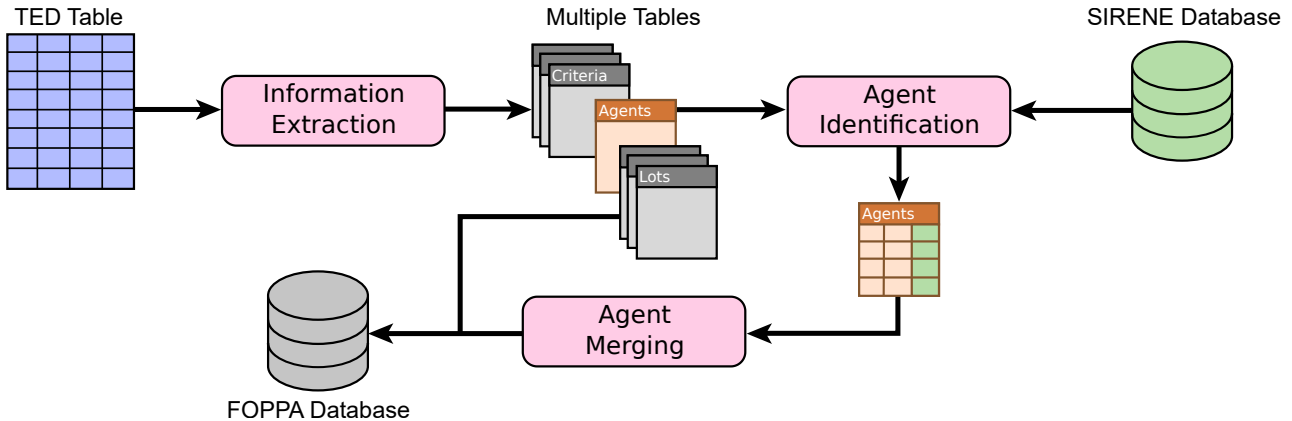 TED Table
Multiple Tables
SIRENE Database
Information
Extraction
Criteria
Agents
Lots
Agent
Identification
Agents
Agent
Merging
FOPPA Database